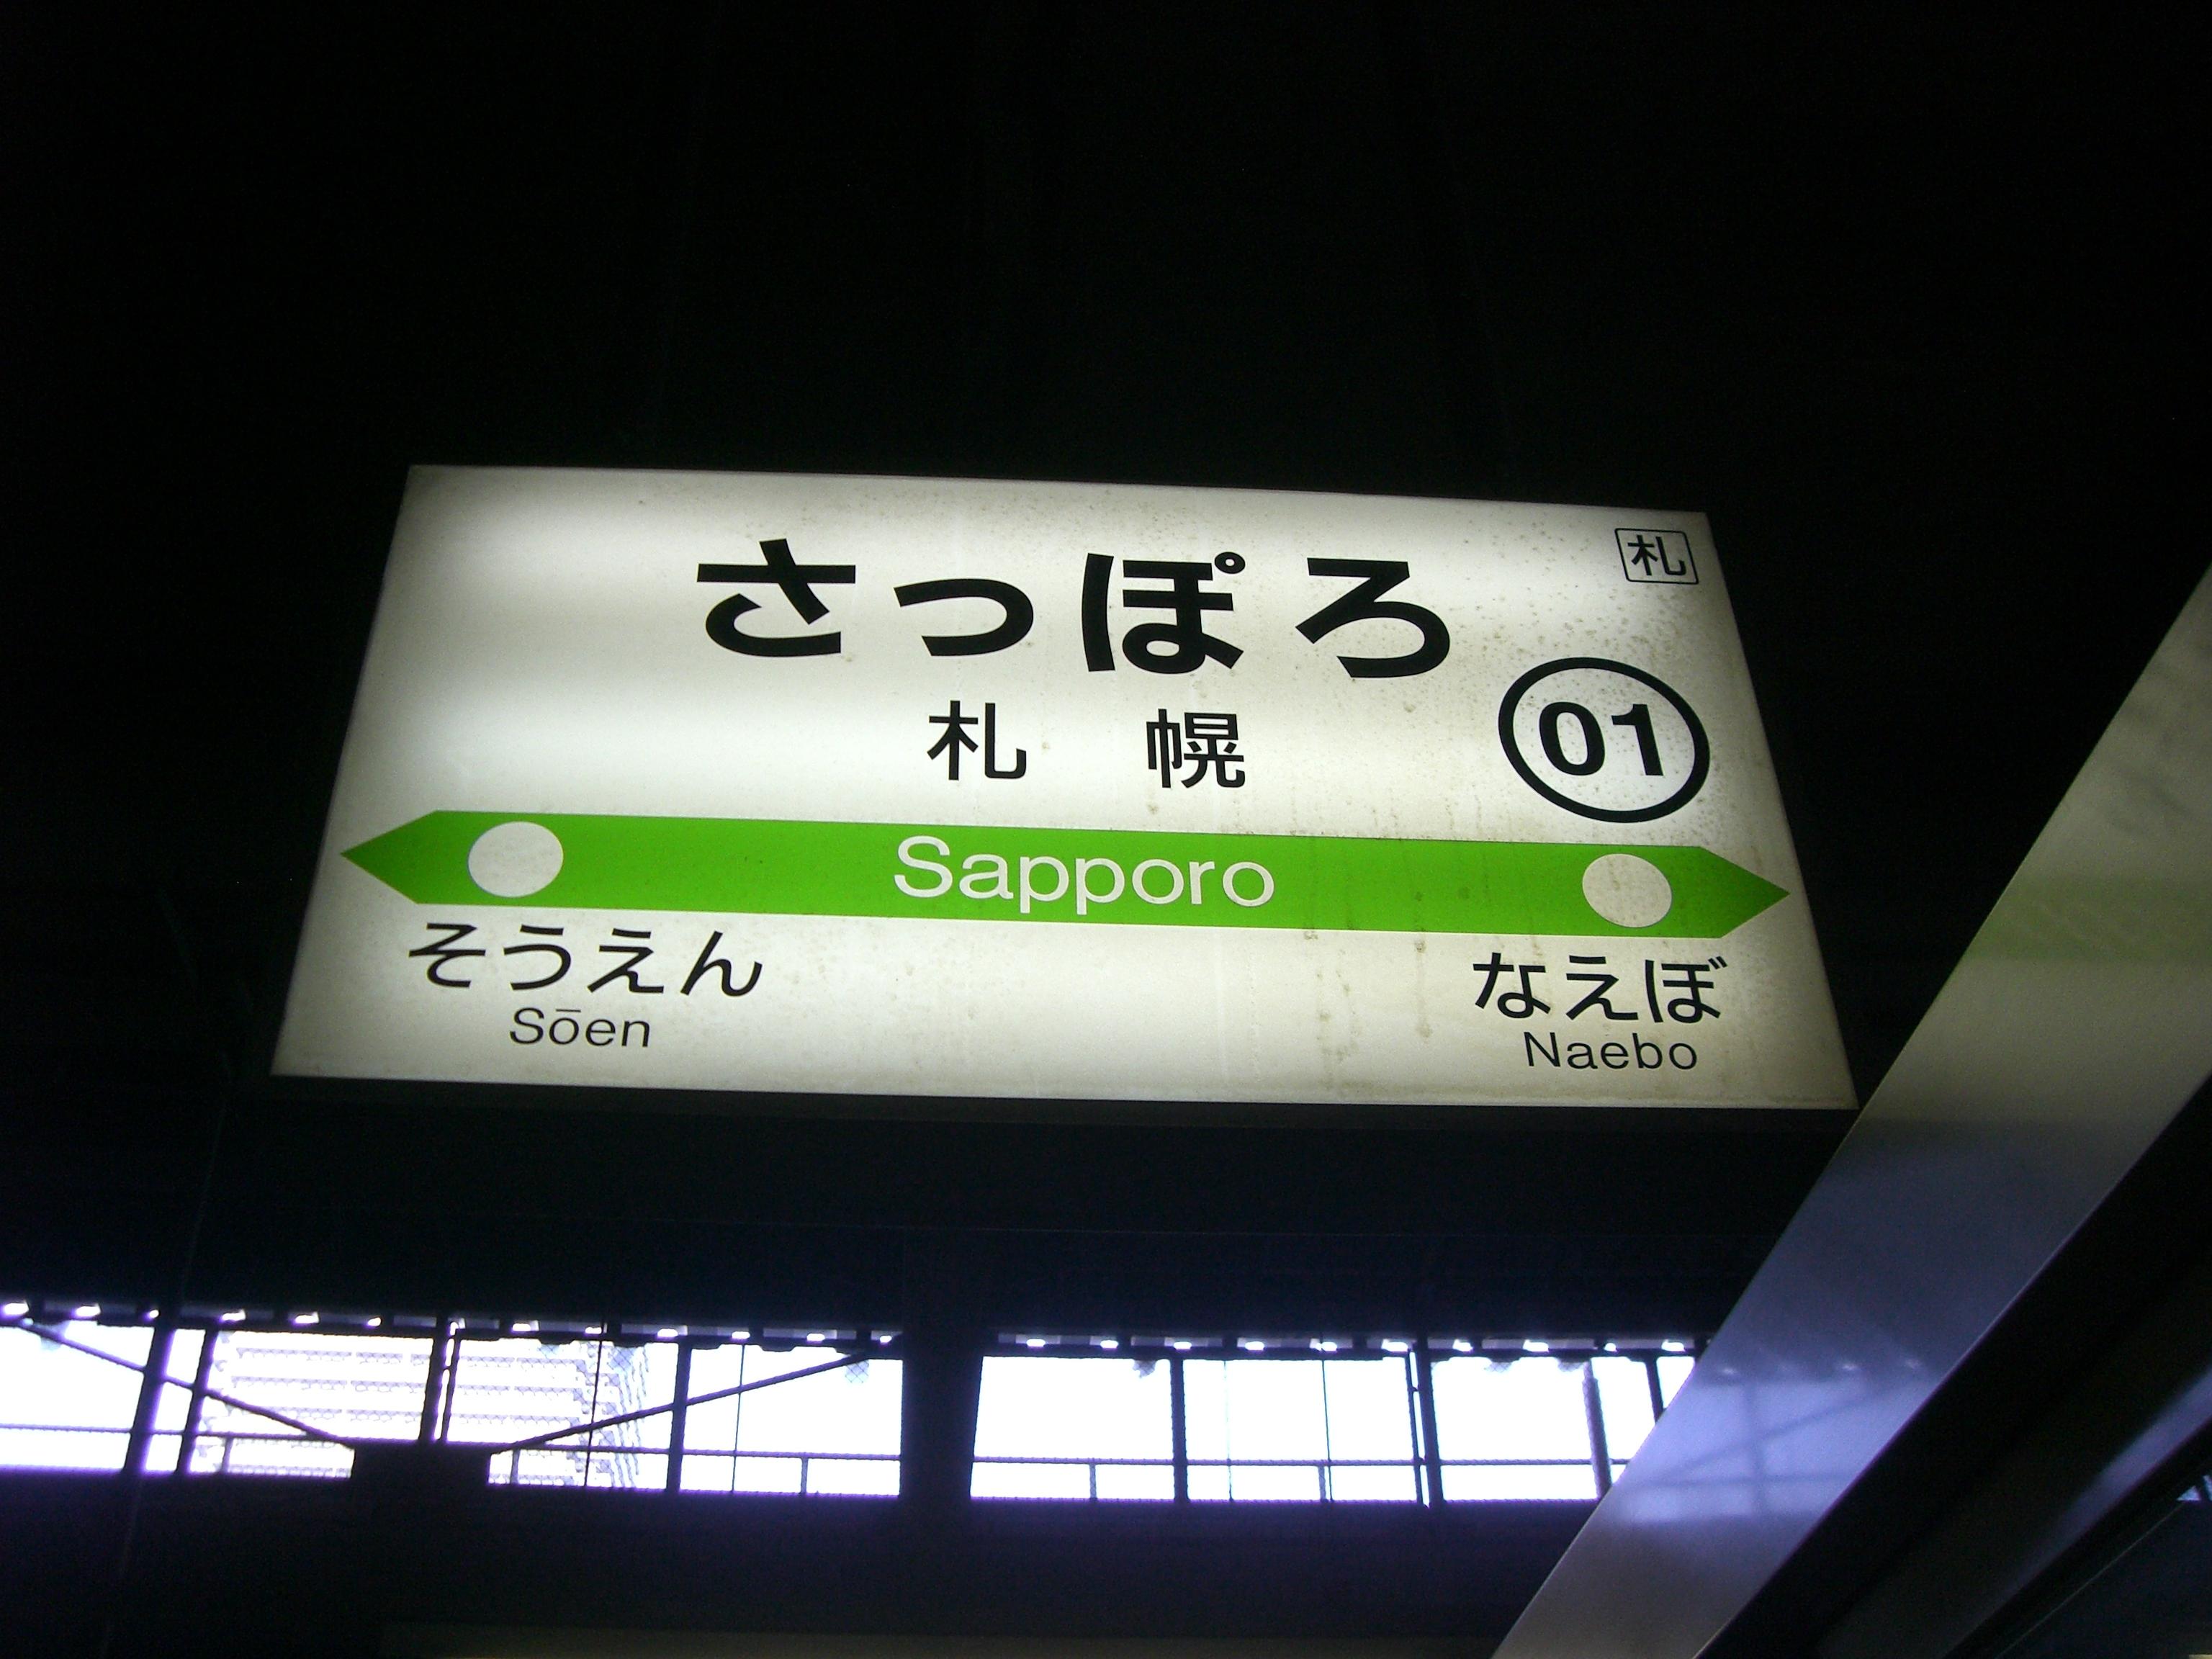 札
さっぽろ
札幌
01
Sapporo
そうえん
Sōen
なえぼ
Naebo